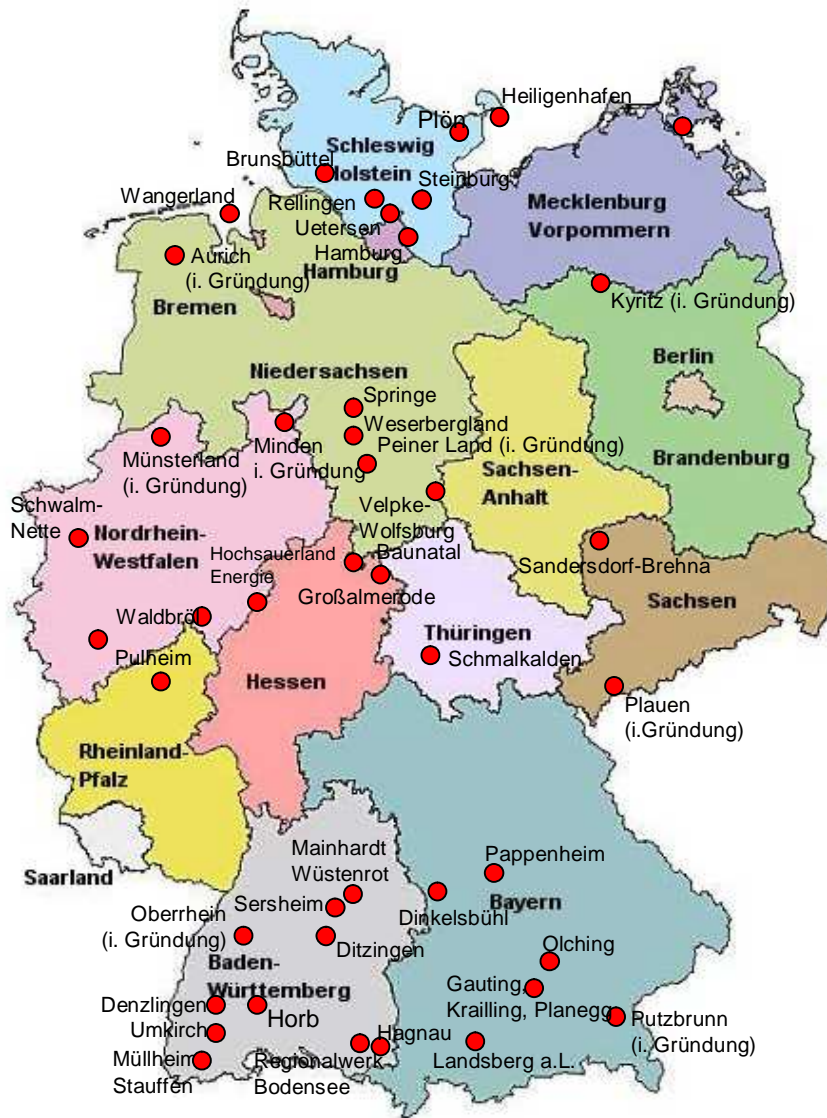 Heiligenhafen
Plön
Schleswig
Holstein
Brunsbüttel
Steinburg
Mecklenburg
Vorpommern
Wangerland
Rellingen
Uetersen
Hamburg
Aurich
(i. Gründung)
Hamburg
Bremen
Kyritz (i. Gründung)
Berlin
Niedersachsen
Springe
Weserbergland
Peiner Land (i. Gründung)
Minden
i. Gründung
Münsterland
(i. Gründung)
Sachsen-
Anhalt
Brandenburg
Schwalm-
Nette
Velpke-
Wolfsburg
Nordrhein-
Westfalen
Hochsauerland
Energie
Baunatal
Sandersdorf-Brehna
Großalmerode
Sachsen
Waldbröl
Thüringen
Schmalkalden
Pulheim
Hessen
Plauen
(i.Gründung)
Rheinland-
Pfalz
Saarland
Mainhardt
Wüstenrot
Pappenheim
Sersheim
Dinkelsbühl
Bayern
Oberrhein
(i. Gründung)
Ditzingen
Olching
Baden-
Württemberg
Gauting,
Krailling, Planegg
Denzlingen
Horb
Putzbrunn
(i. Gründung)
Umkirch
Hagnau
Müllheim
Stauffen
Regionalwerk
Bodensee
Landsberg a.L.